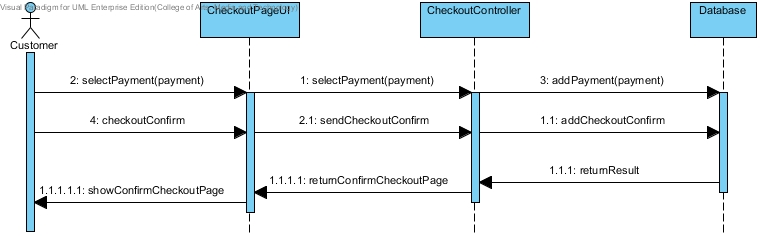 Visual Paradigm for UML Enterprise Edition(College of
CheckoutPageUI
CheckoutController
Database
Customer
2: selectPayment(payment)
1: selectPayment(payment)
3: addPayment(payment)
4: checkoutConfirm
2.1: sendCheckoutConfirm
1.1: addCheckoutConfirm
1.1.1: returnResult
1.1.1.1: returnConfirmCheckoutPage
1.1.1.1.1: showConfirmCheckoutPage